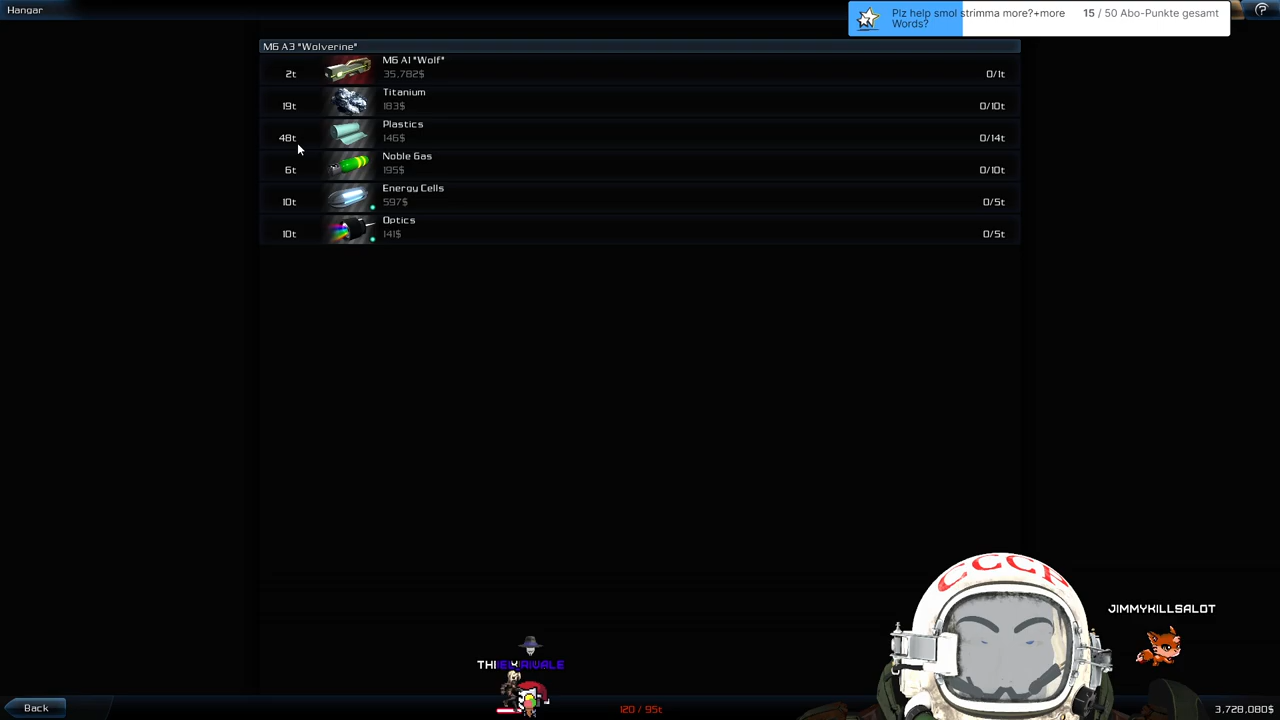 Hangar
Plz help smol strimma more?+more Words?
15 / 50 Abo-Punkte gesamt
M6 A3 "Wolverine"
2t
M6 A1 "Wolf"
35.782$
0/1t
19t
Titanium
183$
0/10t
48t
Plastics
146$
0/14t
6t
Noble Gas
195$
0/10t
10t
Energy Cells
597$
0/5t
10t
Optics
141$
0/5t
CCCP
JIMMYKILLSALOT
Back
120 / 95t
3.728.080$